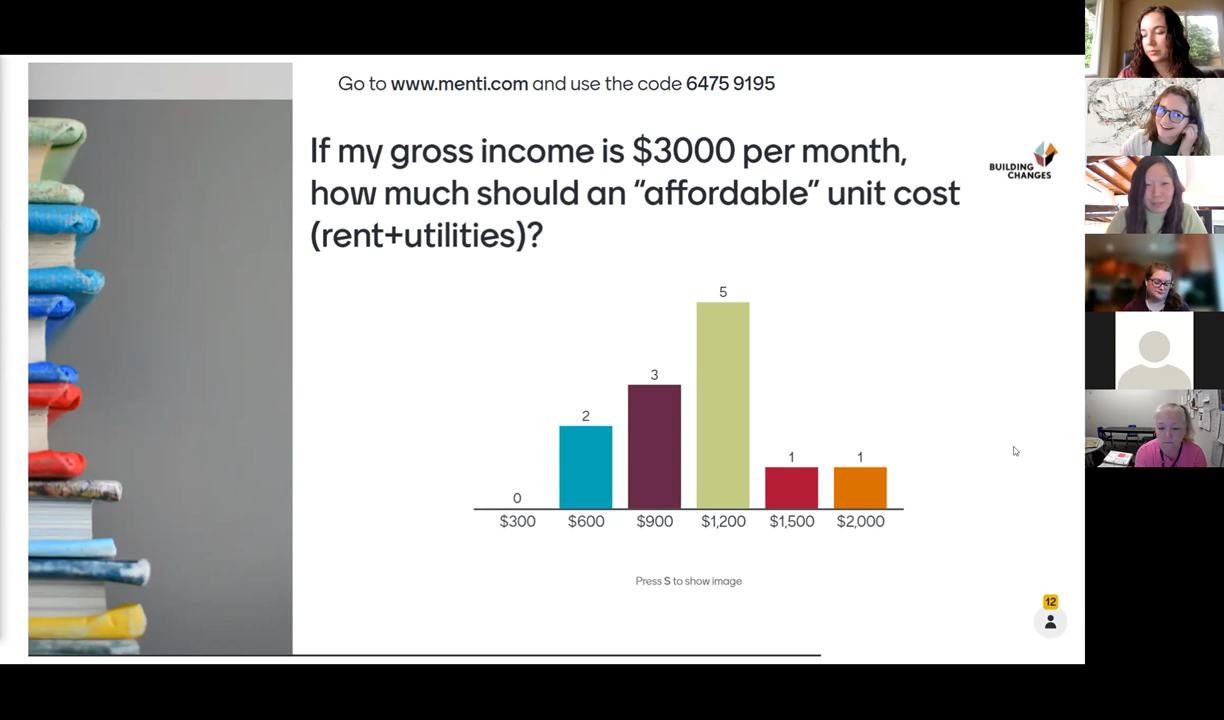 Go to www.menti.com and use the code 6475 9195
If my gross income is $3000 per month,
how much should an “affordable” unit cost
(rent+utilities)?
BUILDING
CHANGES
5
3
2
1
1
0
$300
$600
$900
$1,200
$1,500
$2,000
Press S to show image
12